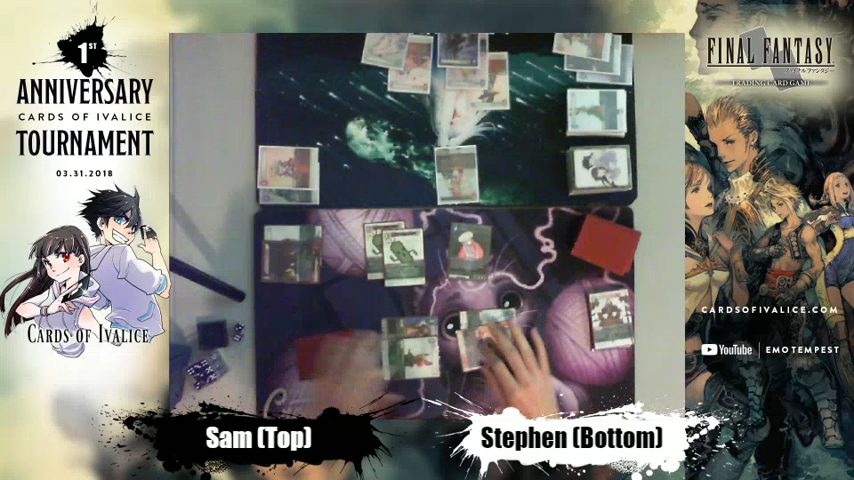 1ST
ANNIVERSARY
CARDS OF IVALICE
TOURNAMENT
03.31.2018
CARDS OF IVALICE
FINAL FANTASY
TRADING CARD GAME
CARDSOFIVALICE.COM
YouTube | EMOTEMPEST
Sam (Top)
Stephen (Bottom)